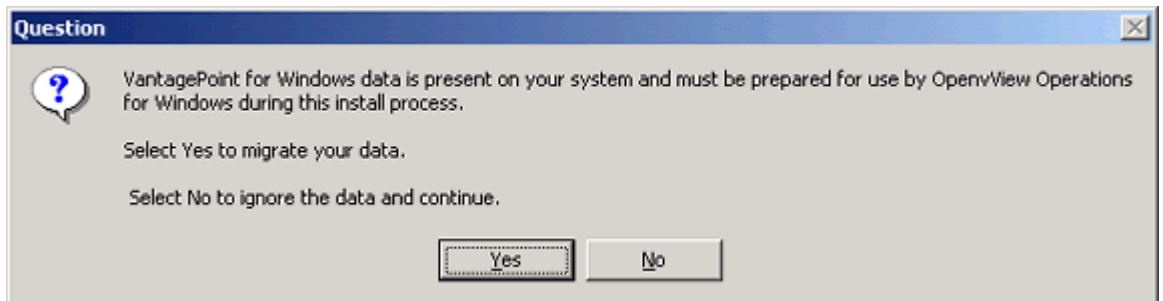 Question
VantagePoint for Windows data is present on your system and must be prepared for use by OpenvView Operations
for Windows during this install process.
Select Yes to migrate your data.
Select No to ignore the data and continue.
Yes
No